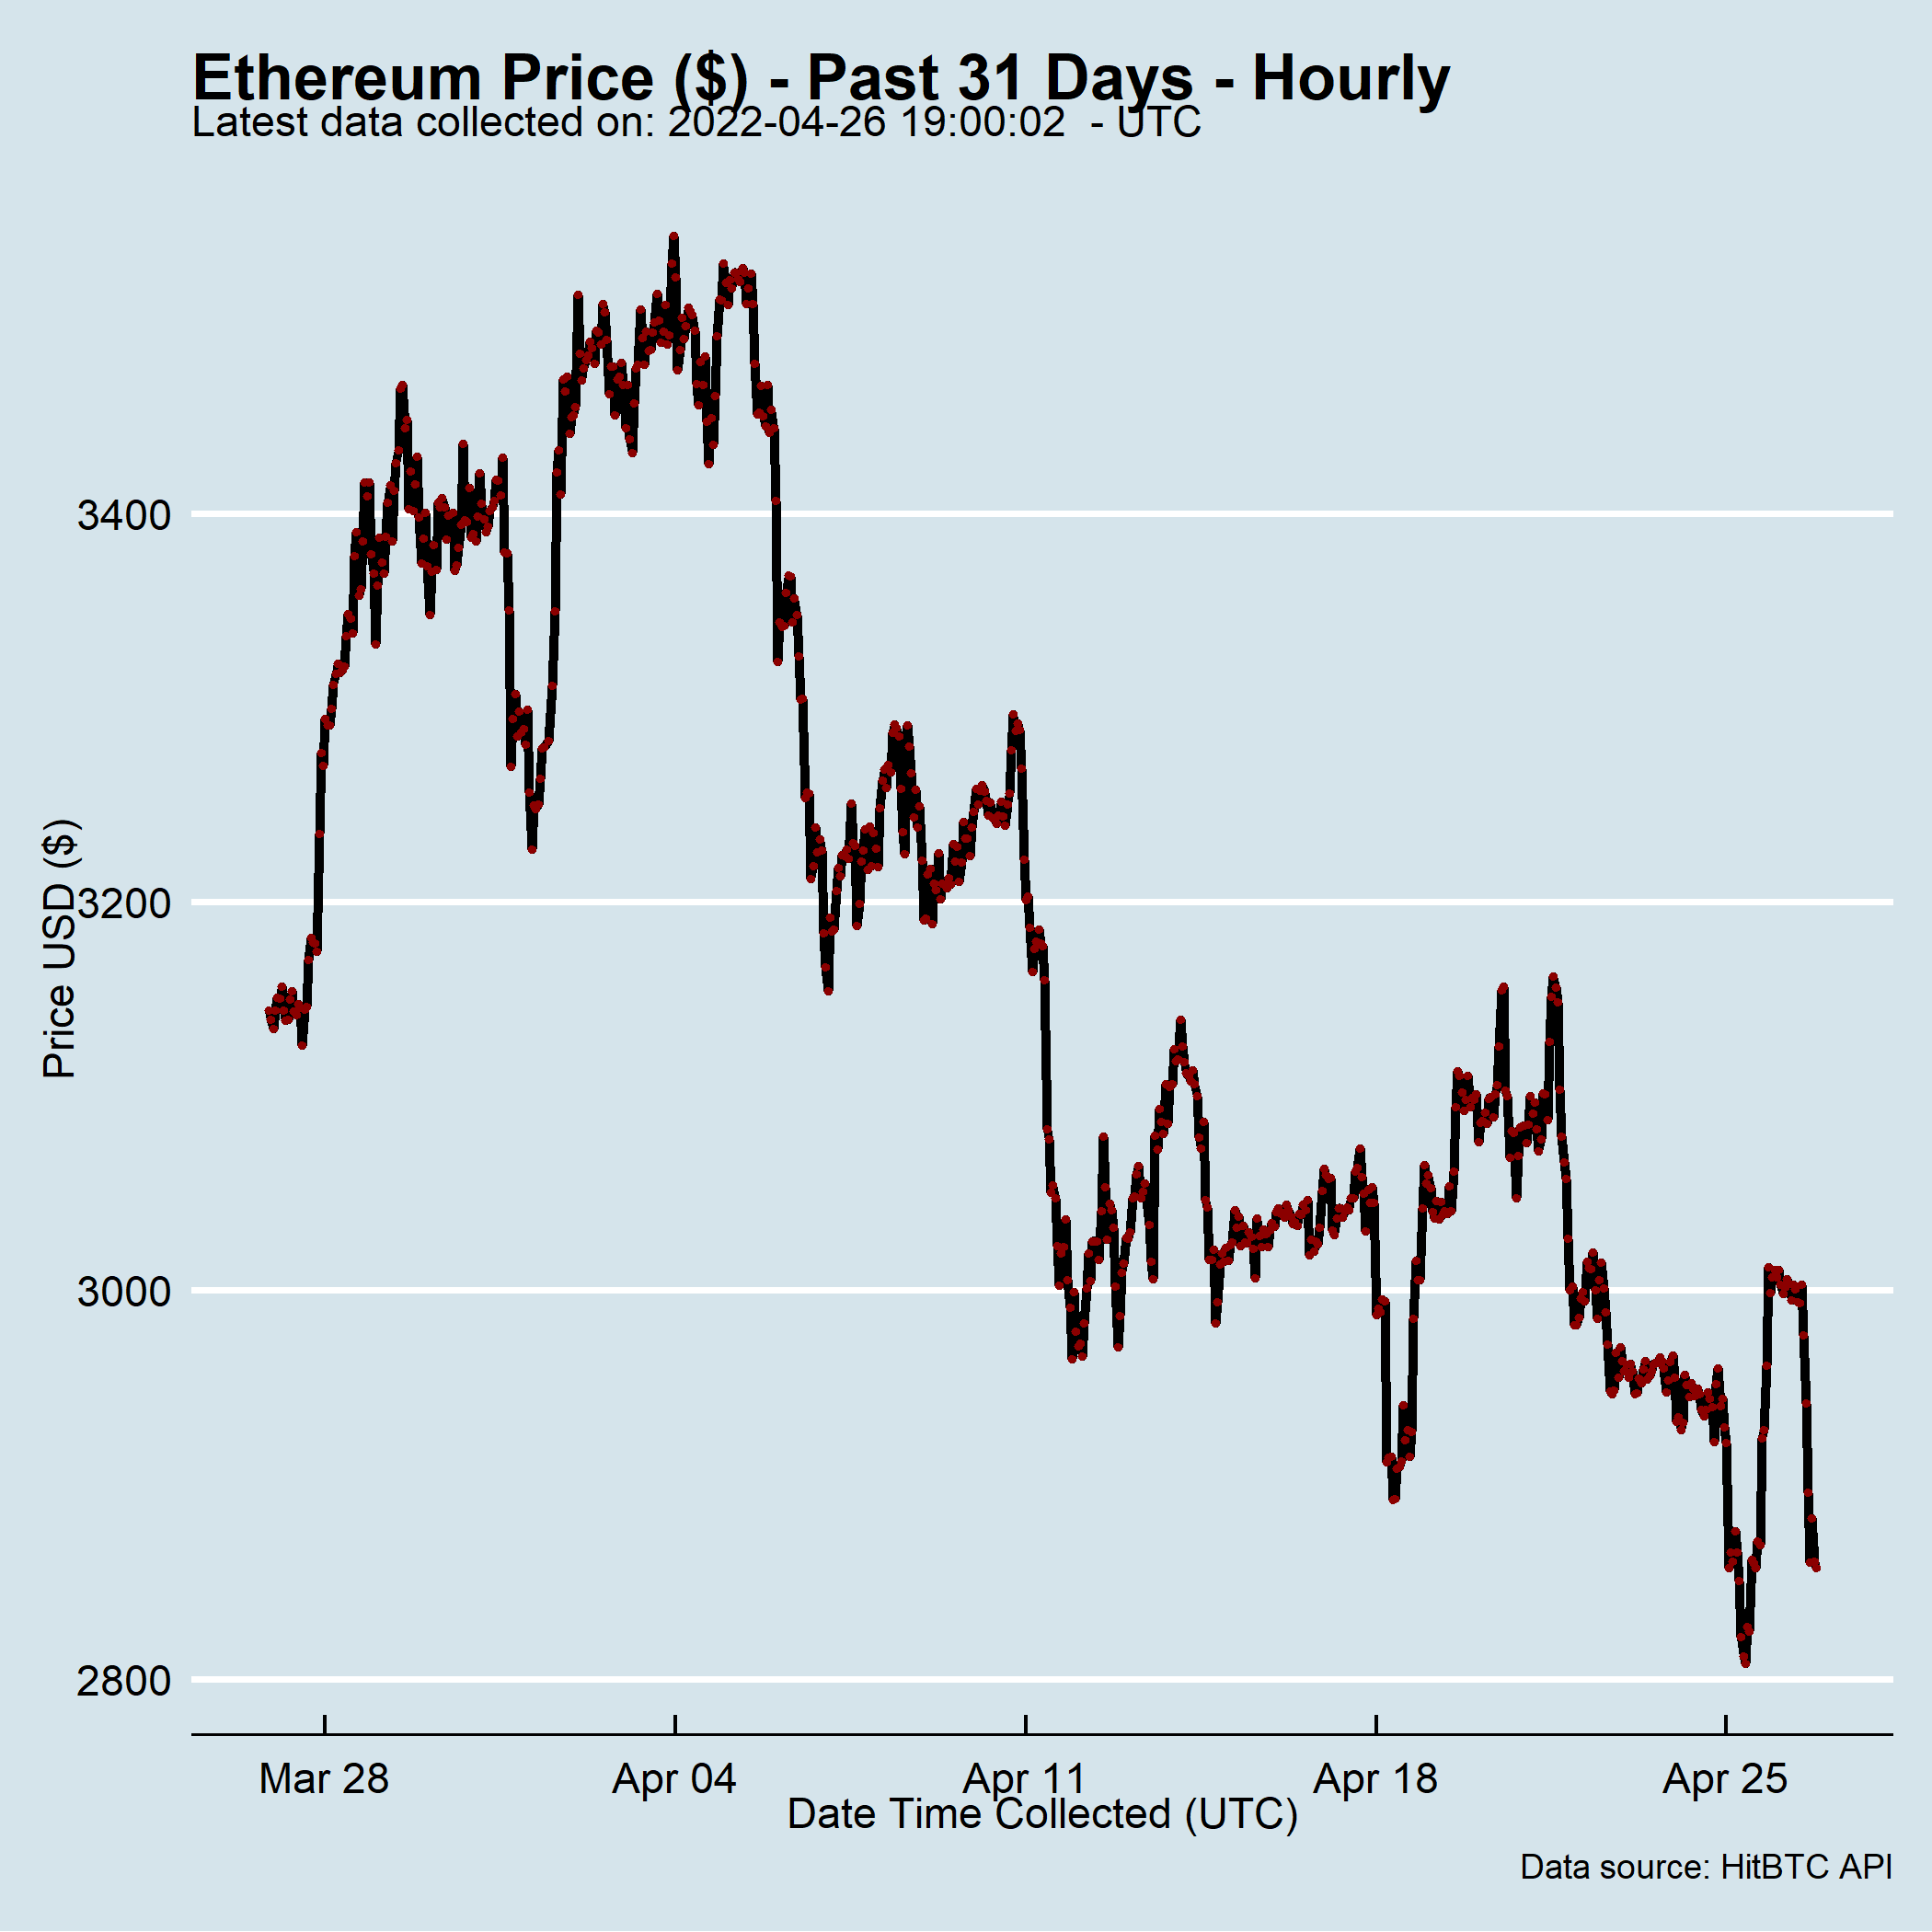 Ethereum Price ($) - Past 31 Days - Hourly
Latest data collected on: 2022-04-26 19:00:02  - UTC
Price USD ($)
3400
3200
3000
2800
Mar 28
Apr 04
Apr 11
Apr 18
Apr 25
Date Time Collected (UTC)
Data source: HitBTC API